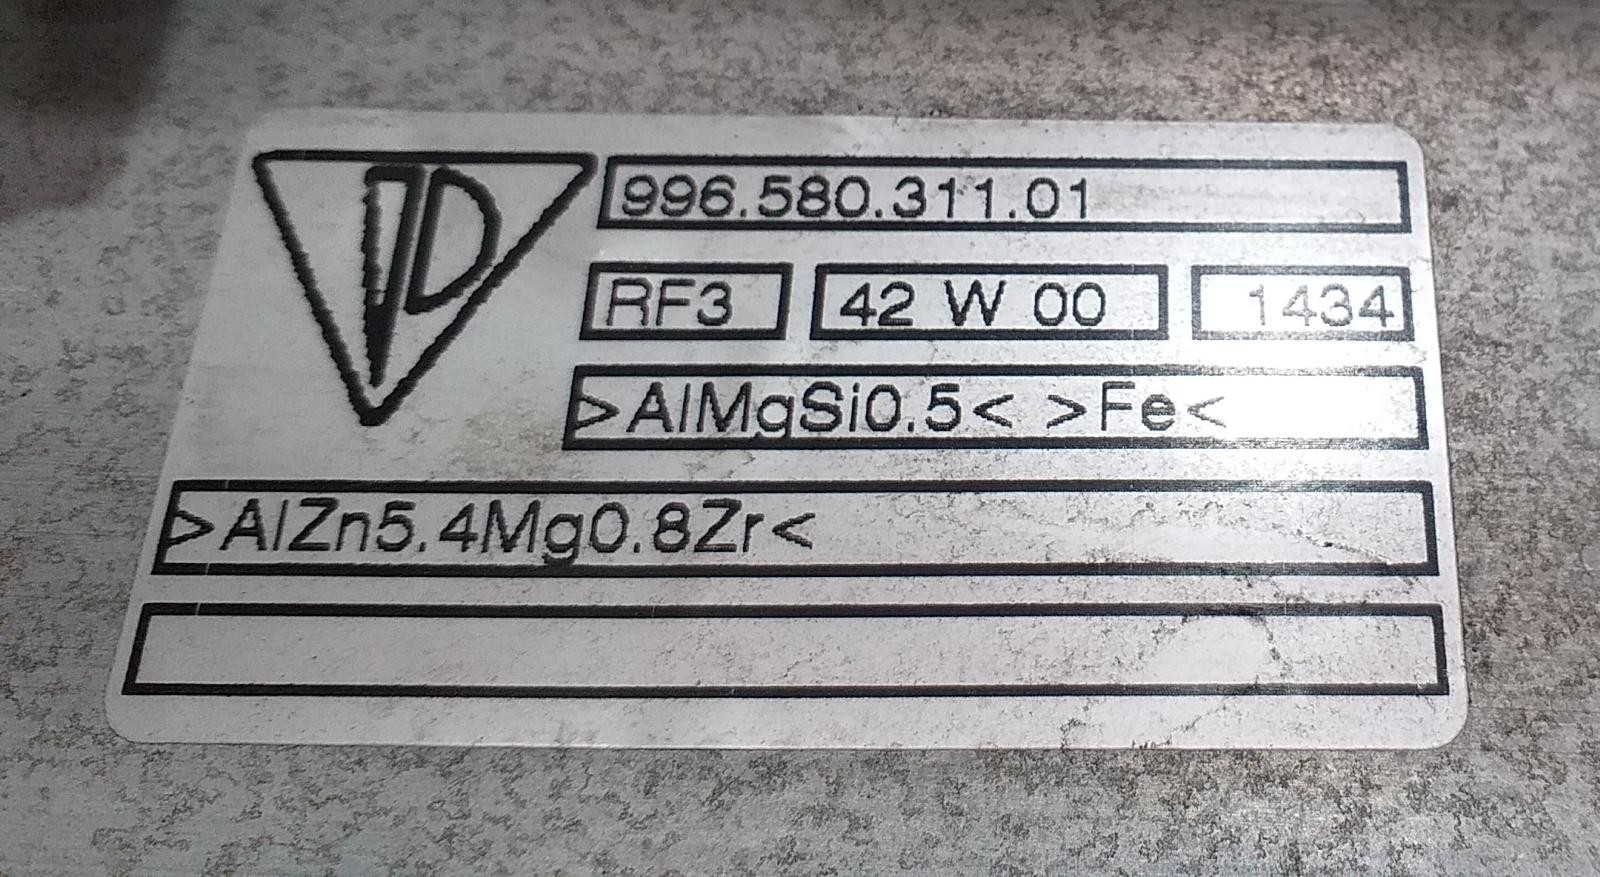 996.580.311.01
RF3 42 W 00 1434
>AlMgSi0.5< >Fe<
>AlZn5.4Mg0.8Zr<